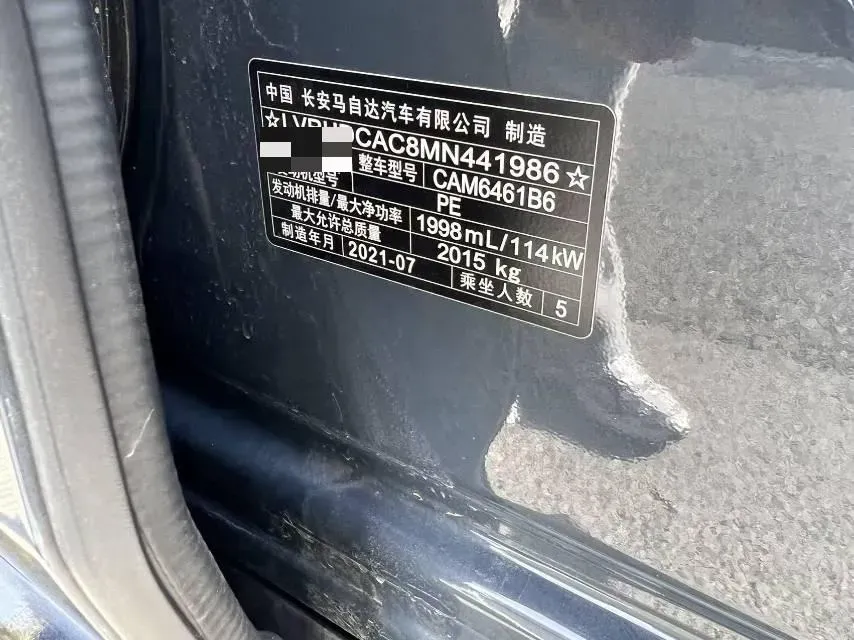 中国 长安马自达汽车有限公司 制造
CAC8MN441986☆
整车型号 CAM6461B6
发动机型号 PE
发动机排量/最大净功率 1998mL/114kW
最大允许总质量 2015 kg
制造年月 2021-07 乘坐人数 5